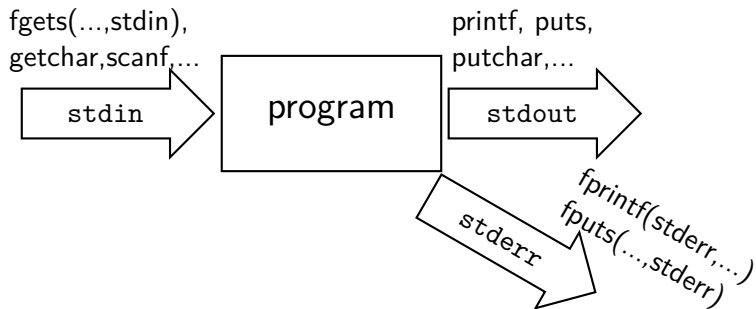 fgets(...,stdin),
getchar,scanf,...
stdin
program
printf, puts,
putchar,...
stdout
stderr
fprintf(stderr,...)
fputs(...,stderr)